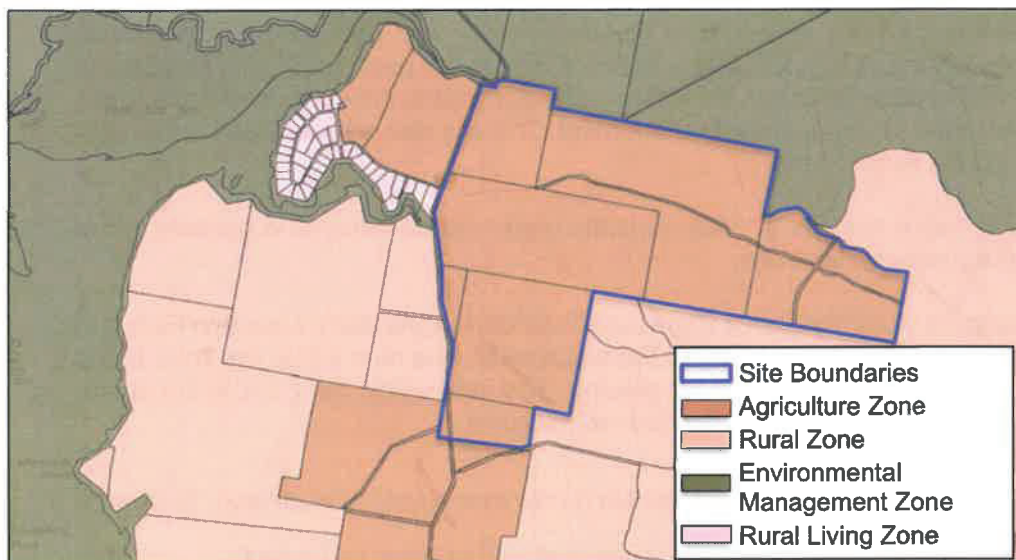 Site Boundaries
Agriculture Zone
Rural Zone
Environmental
Management Zone
Rural Living Zone